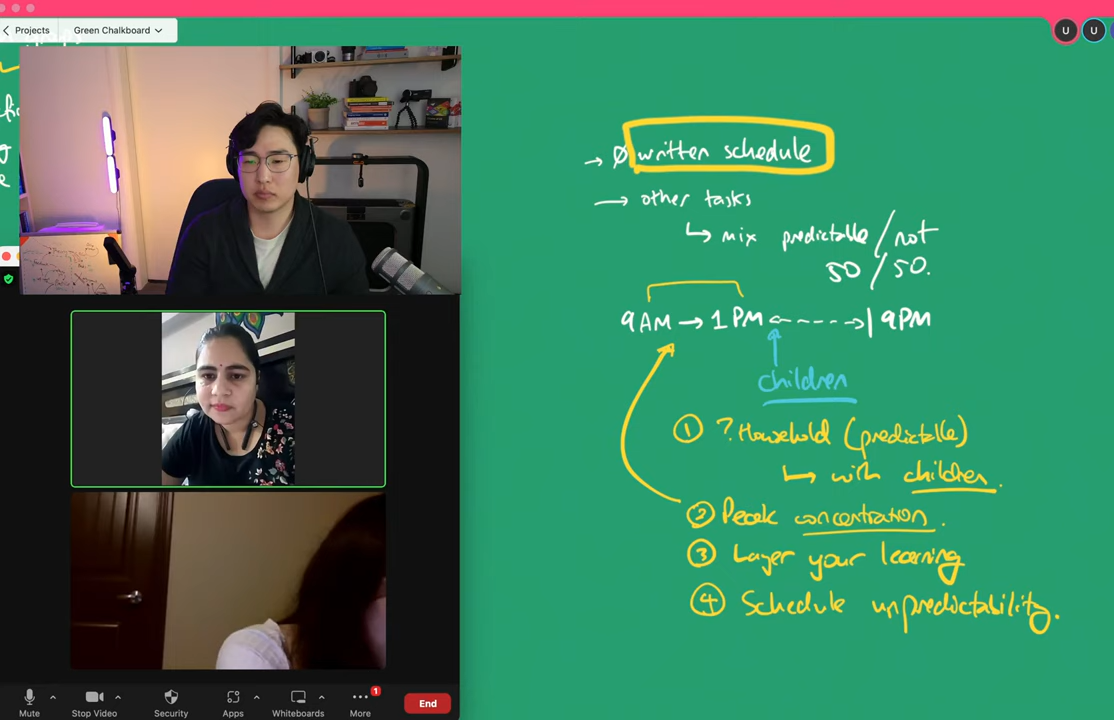 Projects
Green Chalkboard
U
U
→ Ø written schedule
→ other tasks
↳ mix predictable / not
50 / 50.
9AM → 1PM ←----→ | 9PM
children
① ? Household (predictable)
↳ with children.
② Peak concentration.
③ Layer your learning
④ Schedule unpredictability.
Mute
Stop Video
Security
Apps
Whiteboards
1
More
End